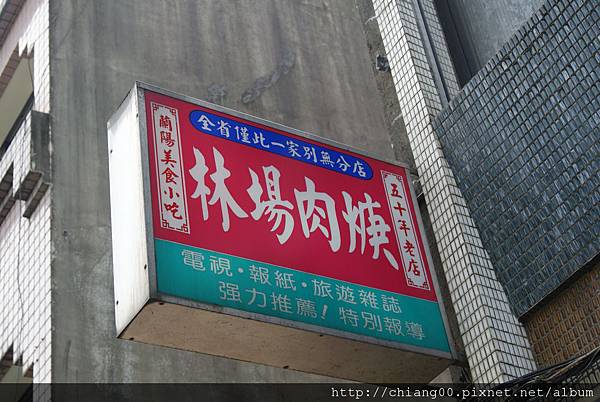 全省僅此一家別無分店
蘭陽美食小吃
林場肉焿
五十年老店
電視·報紙·旅遊雜誌
强力推薦!特別報導
http://chiang00.pixnet.net/album